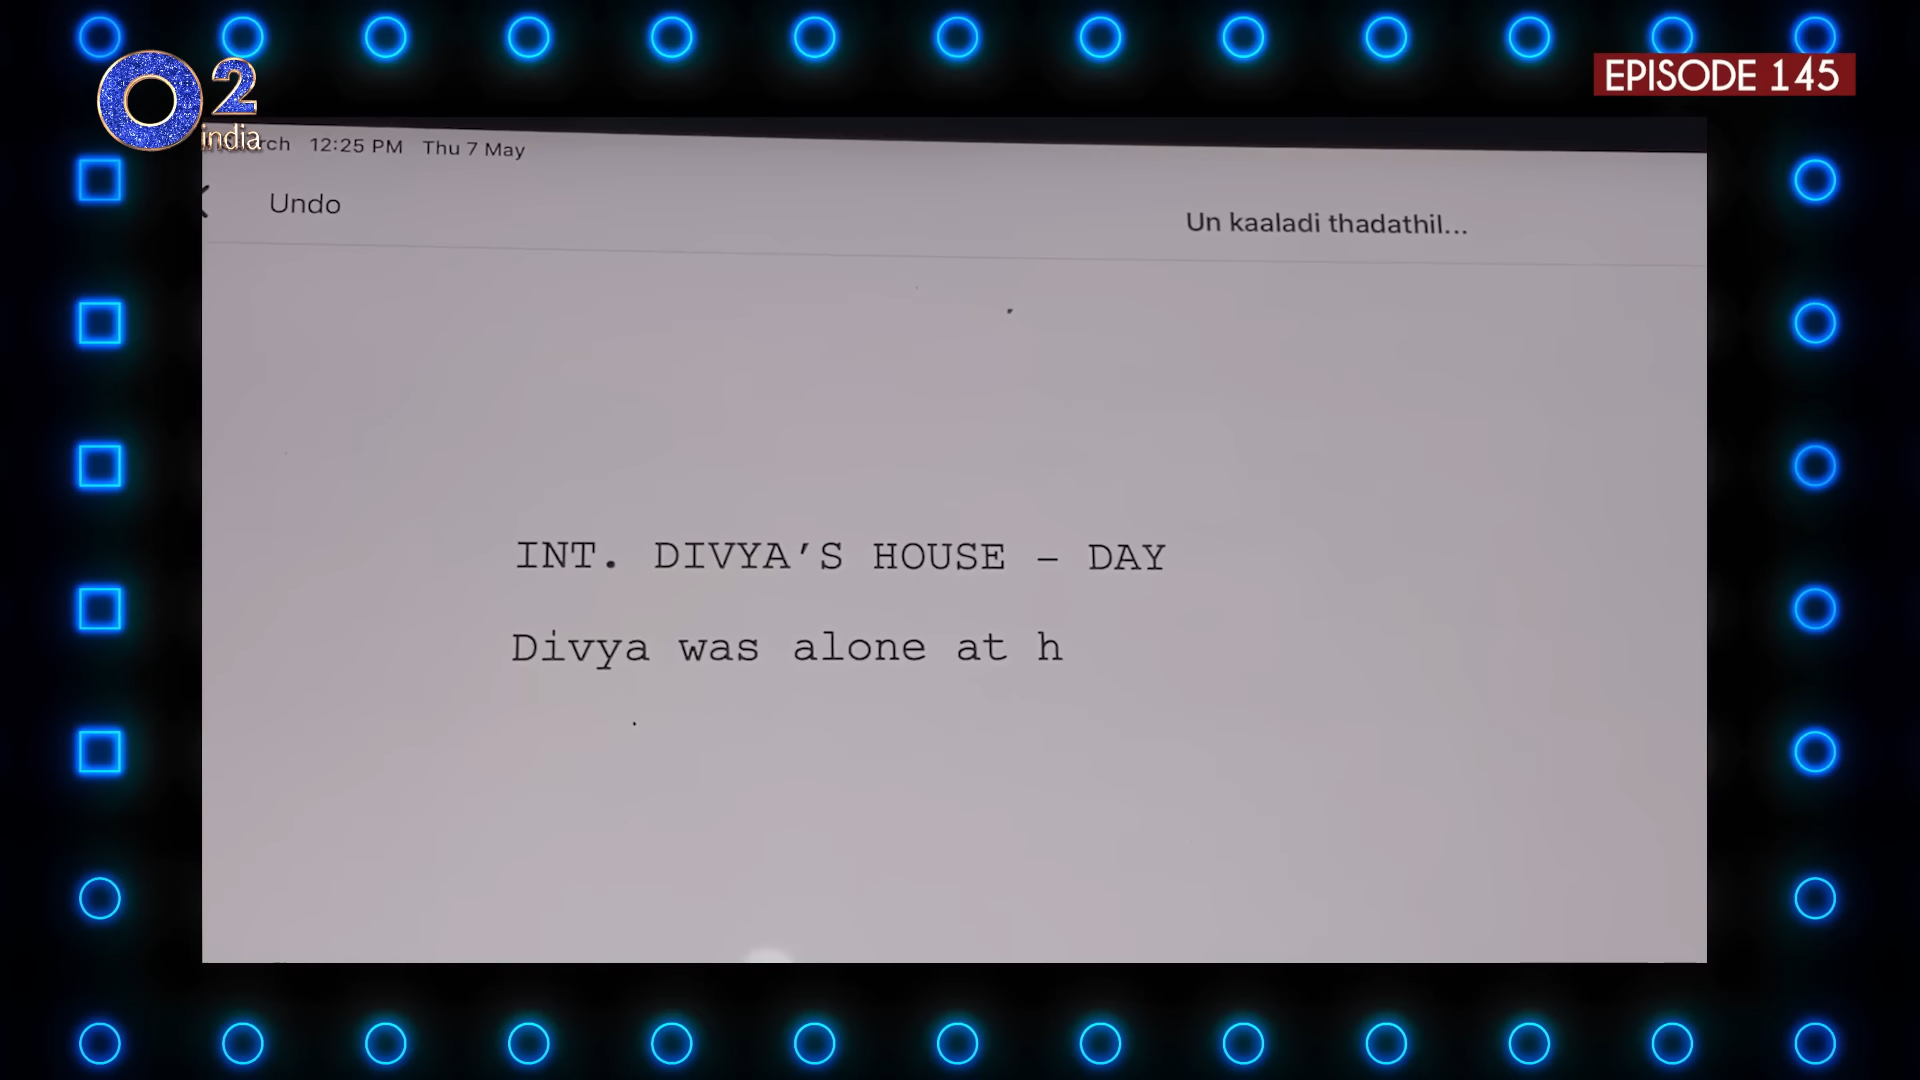 O2
india
EPISODE 145
12:25 PM Thu 7 May
Undo
Un kaaladi thadathil...
INT. DIVYA'S HOUSE – DAY
Divya was alone at h